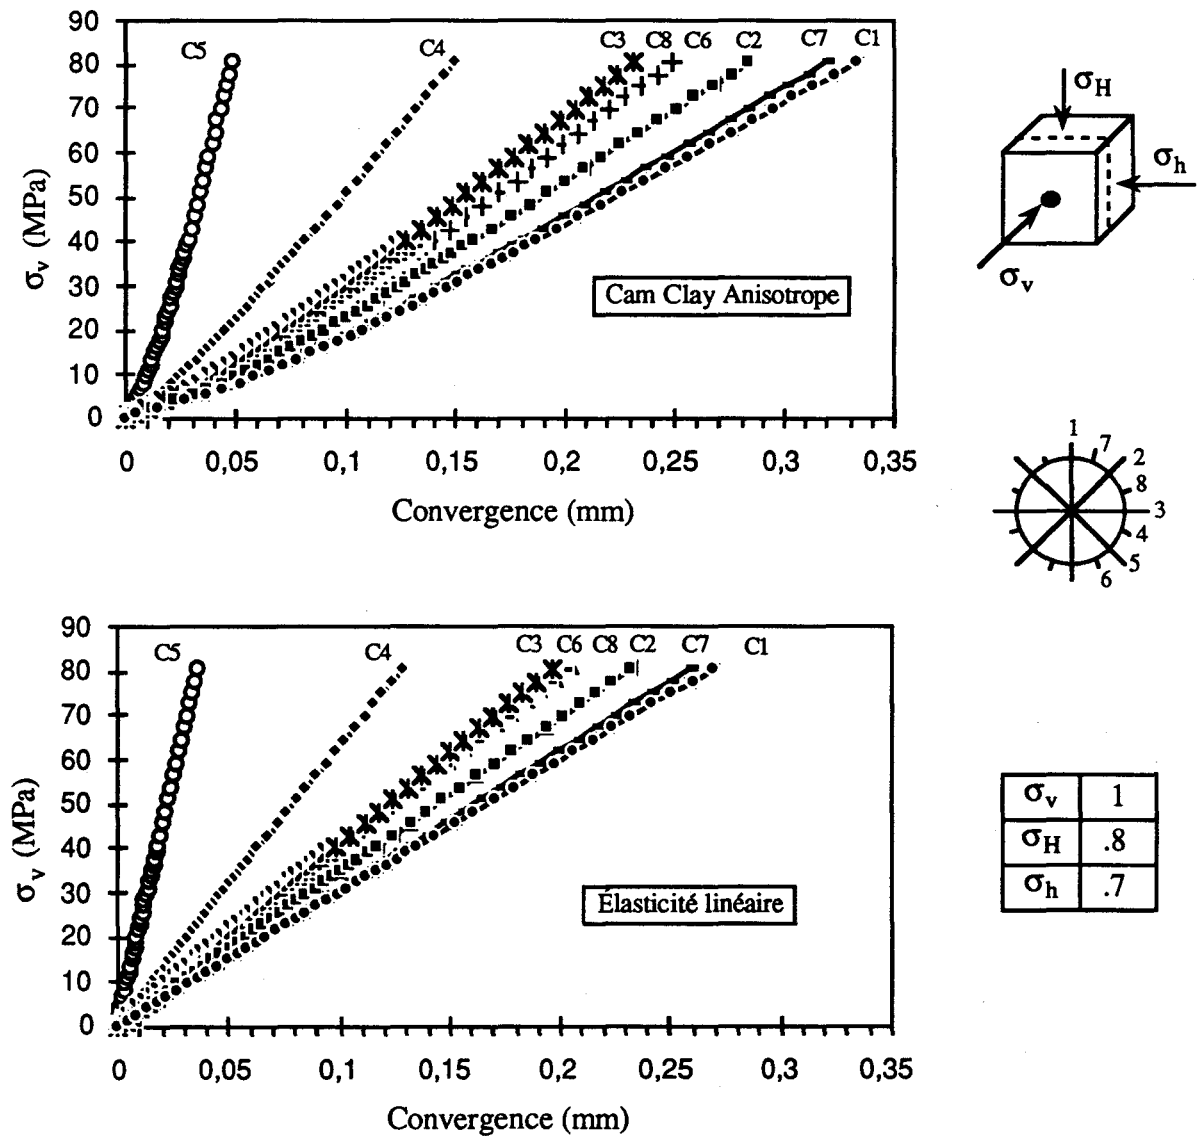 90
80
70
60
50
40
30
20
10
0
σv (MPa)
C5
C4
C3 C8 C6 C2 C7 C1
Cam Clay Anisotrope
0 0,05 0,1 0,15 0,2 0,25 0,3 0,35
Convergence (mm)
σH
σh
σv
1
7
2
8
3
4
5
6
90
80
70
60
50
40
30
20
10
0
σv (MPa)
C5
C4
C3 C6 C8 C2 C7 C1
Élasticité linéaire
0 0,05 0,1 0,15 0,2 0,25 0,3 0,35
Convergence (mm)
σv 1
σH .8
σh .7